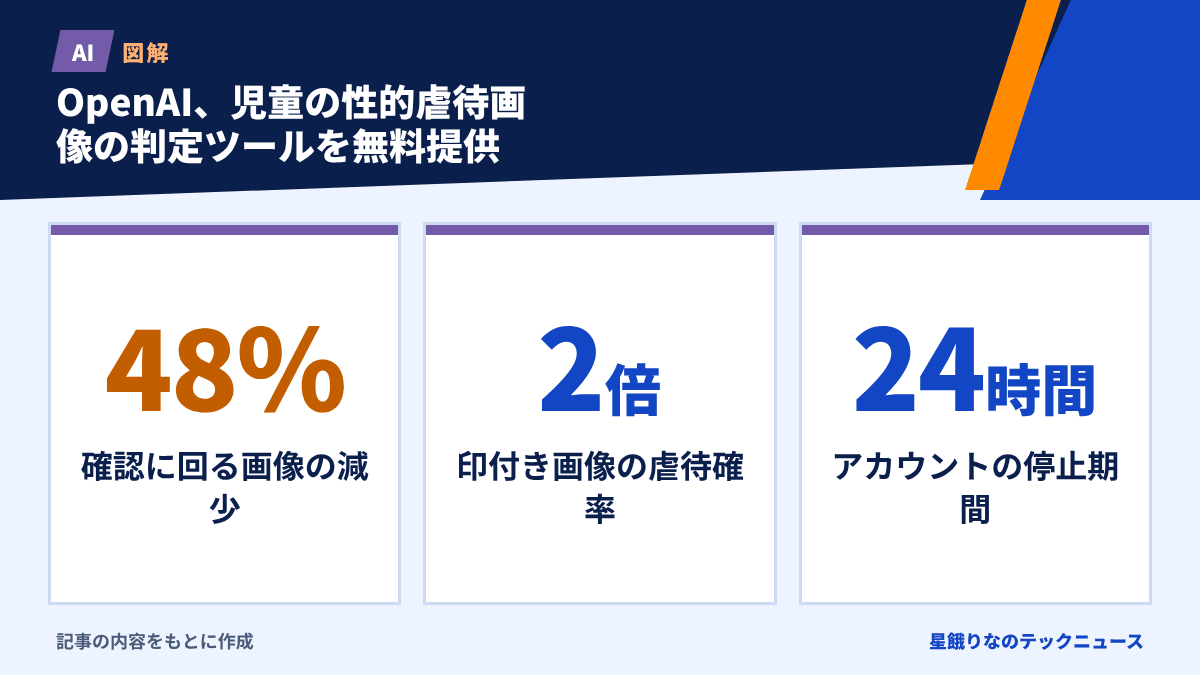 AI 図解
OpenAI、児童の性的虐待画
像の判定ツールを無料提供
48%
確認に回る画像の減
少
2倍
印付き画像の虐待確
率
24時間
アカウントの停止期
間
記事の内容をもとに作成
星餓りなのテックニュース